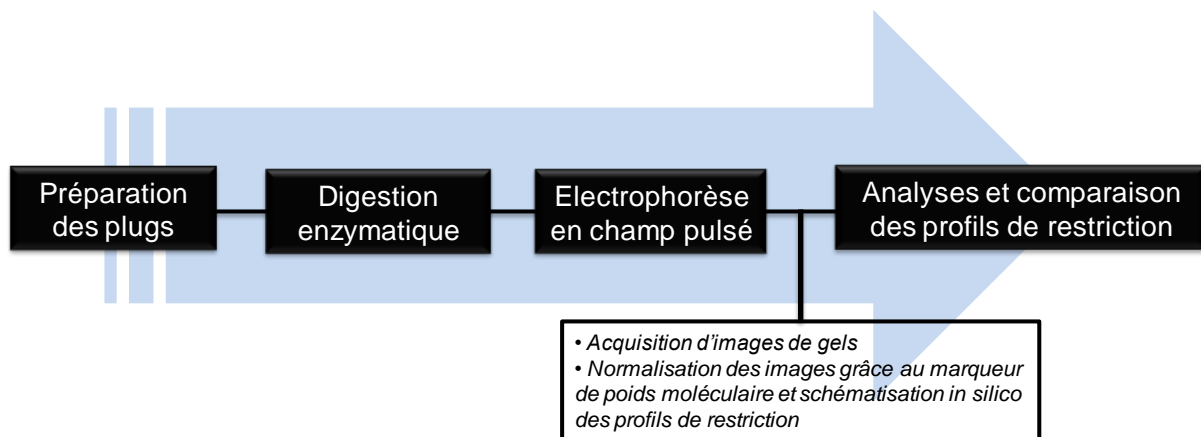 Préparation
des plugs
Digestion
enzymatique
Electrophorèse
en champ pulsé
Analyses et comparaison
des profils de restriction
• Acquisition d'images de gels
• Normalisation des images grâce au marqueur
de poids moléculaire et schématisation in silico
des profils de restriction